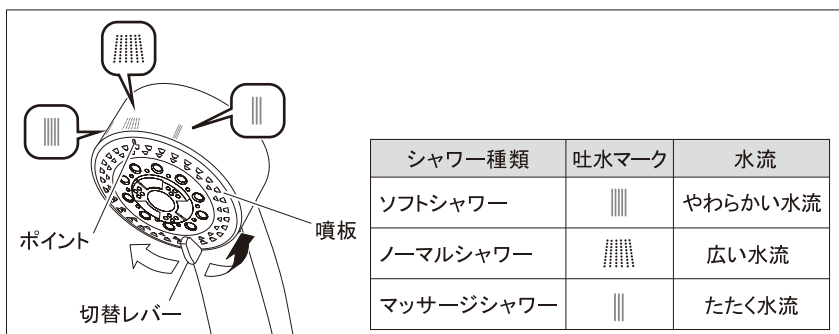 ポイント
切替レバー
噴板
シャワー種類 吐水マーク 水流
ソフトシャワー やわらかい水流
ノーマルシャワー 広い水流
マッサージシャワー たたく水流